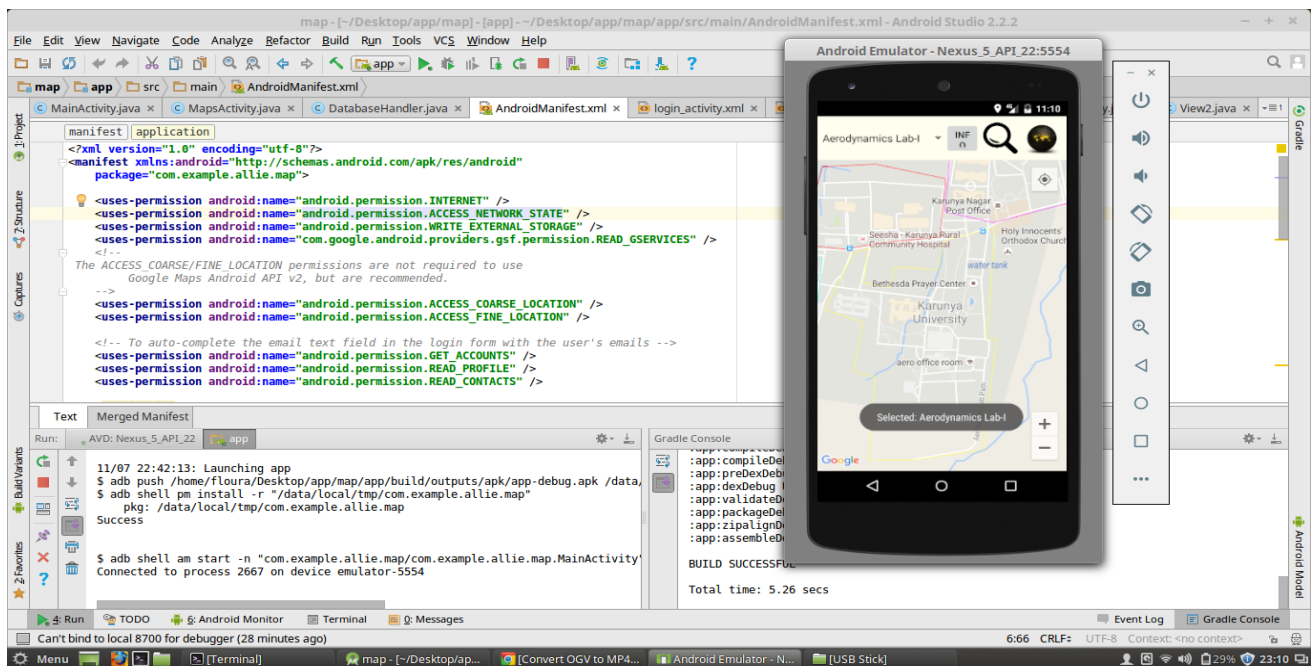 map - [~/Desktop/app/map] - [app] - ~/Desktop/app/map/app/src/main/AndroidManifest.xml - Android Studio 2.2.2
File Edit View Navigate Code Analyze Refactor Build Run Tools VCS Window Help
app
map app src main AndroidManifest.xml
MainActivity.java MapsActivity.java DatabaseHandler.java AndroidManifest.xml login_activity.xml View2.java
manifest application
<?xml version="1.0" encoding="utf-8"?>
<manifest xmlns:android="http://schemas.android.com/apk/res/android"
package="com.example.allie.map">
<uses-permission android:name="android.permission.INTERNET" />
<uses-permission android:name="android.permission.ACCESS_NETWORK_STATE" />
<uses-permission android:name="android.permission.WRITE_EXTERNAL_STORAGE" />
<uses-permission android:name="com.google.android.providers.gsf.permission.READ_GSERVICES" />
<!--
The ACCESS_COARSE/FINE_LOCATION permissions are not required to use
Google Maps Android API v2, but are recommended.
-->
<uses-permission android:name="android.permission.ACCESS_COARSE_LOCATION" />
<uses-permission android:name="android.permission.ACCESS_FINE_LOCATION" />
<!-- To auto-complete the email text field in the login form with the user's emails -->
<uses-permission android:name="android.permission.GET_ACCOUNTS" />
<uses-permission android:name="android.permission.READ_PROFILE" />
<uses-permission android:name="android.permission.READ_CONTACTS" />
Text Merged Manifest
1: Project
7: Structure
Captures
Build Variants
2: Favorites
Gradle
Android Model
Run: AVD: Nexus_5_API_22 app
11/07 22:42:13: Launching app
$ adb push /home/floura/Desktop/app/map/app/build/outputs/apk/app-debug.apk /data/
$ adb shell pm install -r "/data/local/tmp/com.example.allie.map"
pkg: /data/local/tmp/com.example.allie.map
Success
$ adb shell am start -n "com.example.allie.map/com.example.allie.map.MainActivity"
Connected to process 2667 on device emulator-5554
Gradle Console
:app:compileDe
:app:preDexDebu
:app:dexDebug
:app:validateDe
:app:packageDe
:app:zipalignDe
:app:assembleDe
BUILD SUCCESSFUL
Total time: 5.26 secs
Android Emulator - Nexus_5_API_22:5554
11:10
Aerodynamics Lab-I
INF
O
Karunya Nagar
Post Office
Seesha - Karunya Rural
Community Hospital
Holy Innocents'
Orthodox Church
water tank
Bethesda Prayer Center
Karunya
University
aero office room
Selected: Aerodynamics Lab-I
+
−
Google
4: Run TODO 6: Android Monitor Terminal 0: Messages Event Log Gradle Console
Can't bind to local 8700 for debugger (28 minutes ago) 6:66 CRLF UTF-8 Context: <no context>
Menu [Terminal] map - [~/Desktop/ap... [Convert OGV to MP4... Android Emulator - N... [USB Stick] 29% 23:10